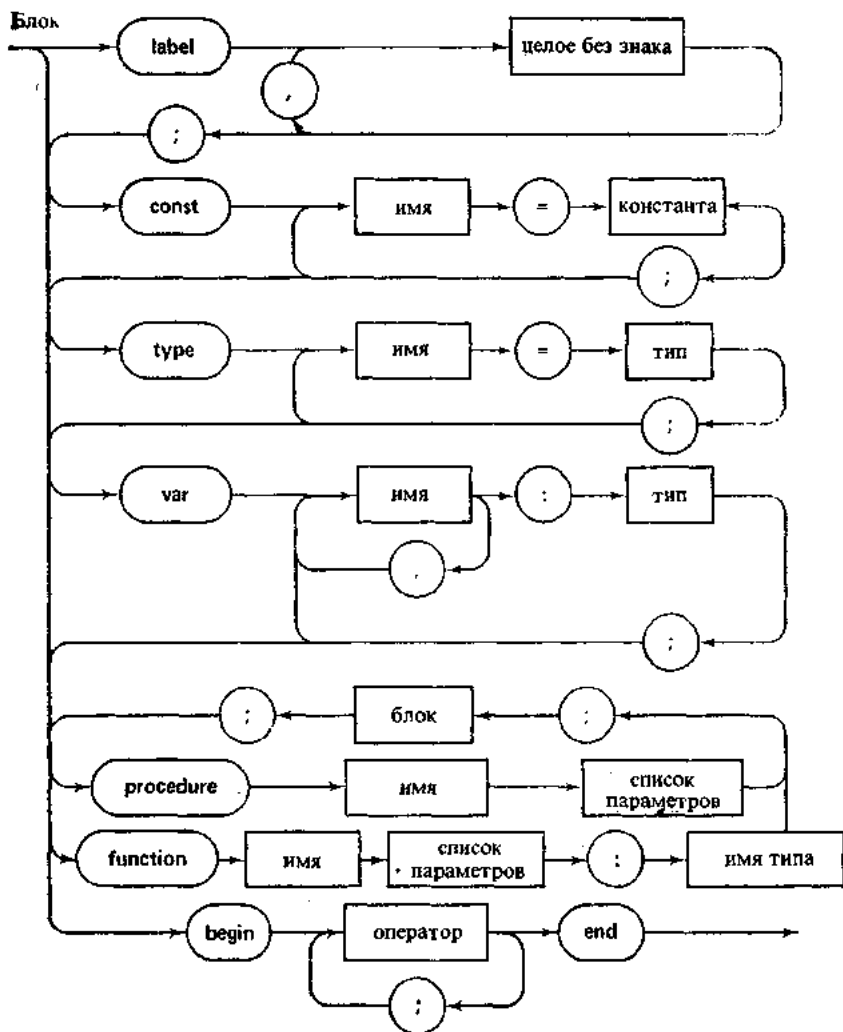 Блок
label
целое без знака
,
;
const
имя
=
константа
;
type
имя
=
тип
;
var
имя
:
тип
,
;
;
блок
;
procedure
имя
список
параметров
function
имя
список
параметров
:
имя типа
begin
оператор
end
;